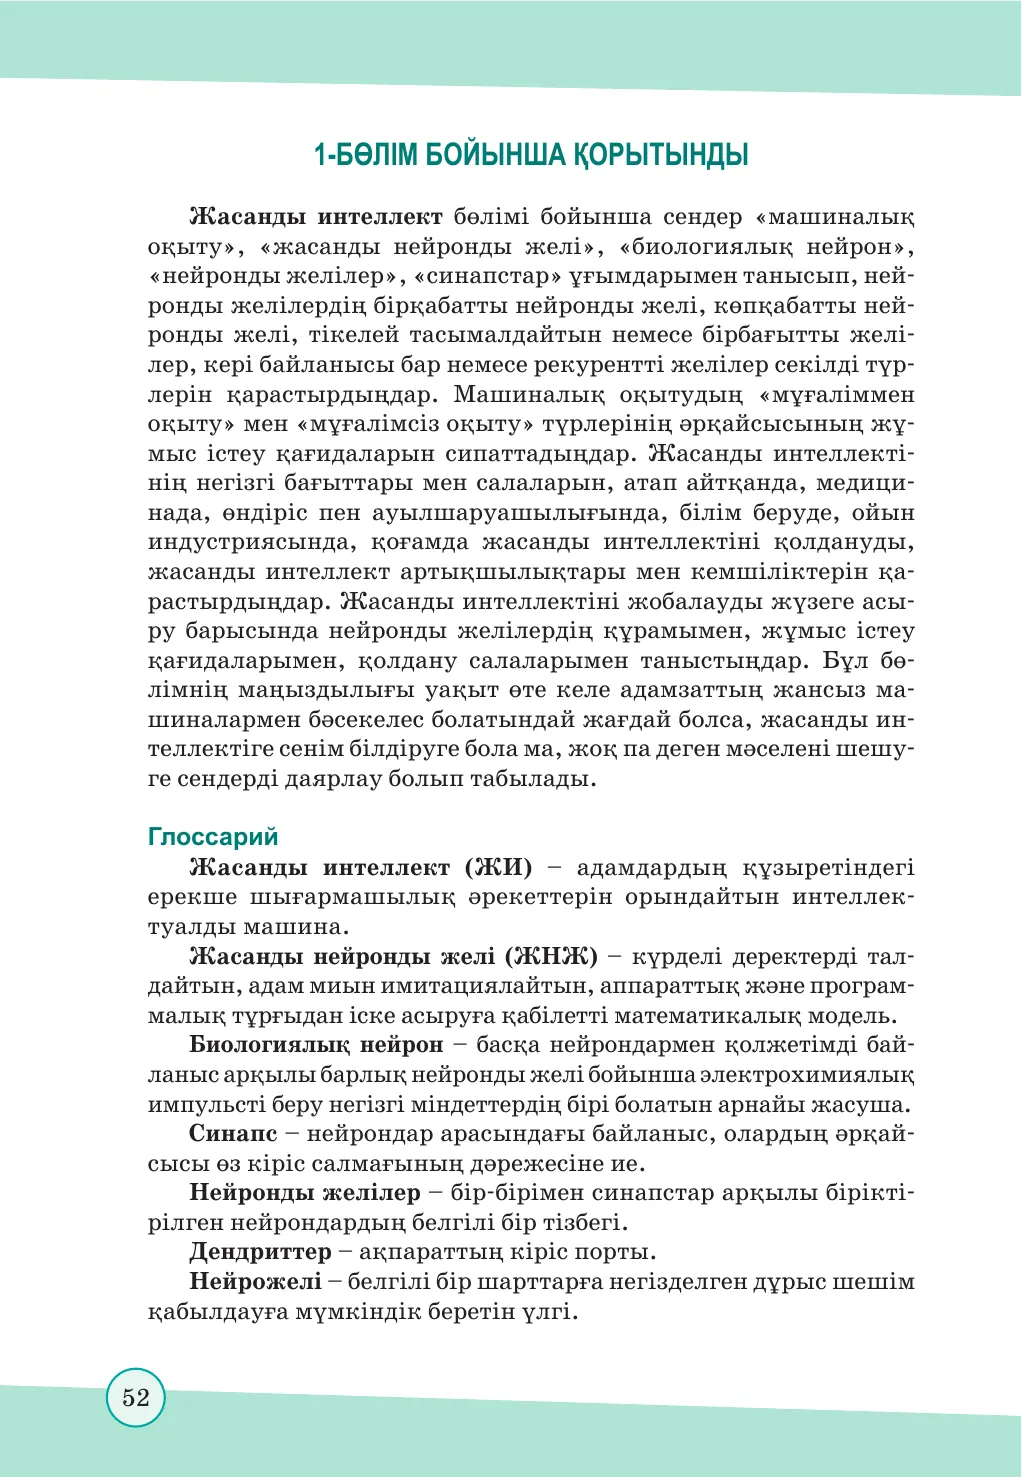 1-БӨЛІМ БОЙЫНША ҚОРЫТЫНДЫ
Жасанды интеллект бөлімі бойынша сендер «машиналық
оқыту», «жасанды нейронды желі», «биологиялық нейрон»,
«нейронды желілер», «синапстар» ұғымдарымен танысып, ней-
ронды желілердің бірқабатты нейронды желі, көпқабатты ней-
ронды желі, тікелей тасымалдайтын немесе бірбағытты желі-
лер, кері байланысы бар немесе рекурентті желілер секілді түр-
лерін қарастырдыңдар. Машиналық оқытудың «мұғаліммен
оқыту» мен «мұғалімсіз оқыту» түрлерінің әрқайсысының жұ-
мыс істеу қағидаларын сипаттадыңдар. Жасанды интеллекті-
нің негізгі бағыттары мен салаларын, атап айтқанда, медици-
нада, өндіріс пен ауылшаруашылығында, білім беруде, ойын
индустриясында, қоғамда жасанды интеллектіні қолдануды,
жасанды интеллект артықшылықтары мен кемшіліктерін қа-
растырдыңдар. Жасанды интеллектіні жобалауды жүзеге асы-
ру барысында нейронды желілердің құрамымен, жұмыс істеу
қағидаларымен, қолдану салаларымен таныстыңдар. Бұл бө-
лімнің маңыздылығы уақыт өте келе адамзаттың жансыз ма-
шиналармен бәсекелес болатындай жағдай болса, жасанды ин-
теллектіге сенім білдіруге бола ма, жоқ па деген мәселені шешу-
ге сендерді даярлау болып табылады.
Глоссарий
Жасанды интеллект (ЖИ) – адамдардың құзыретіндегі
ерекше шығармашылық әрекеттерін орындайтын интеллек-
туалды машина.
Жасанды нейронды желі (ЖНЖ) – күрделі деректерді тал-
дайтын, адам миын имитациялайтын, аппараттық және програм-
малық тұрғыдан іске асыруға қабілетті математикалық модель.
Биологиялық нейрон – басқа нейрондармен қолжетімді бай-
ланыс арқылы барлық нейронды желі бойынша электрохимиялық
импульсті беру негізгі міндеттердің бірі болатын арнайы жасуша.
Синапс – нейрондар арасындағы байланыс, олардың әрқай-
сысы өз кіріс салмағының дәрежесіне ие.
Нейронды желілер – бір-бірімен синапстар арқылы бірікті-
рілген нейрондардың белгілі бір тізбегі.
Дендриттер – ақпараттың кіріс порты.
Нейрожелі – белгілі бір шарттарға негізделген дұрыс шешім
қабылдауға мүмкіндік беретін үлгі.
52